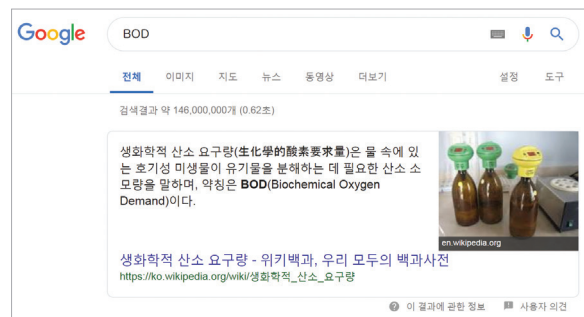 Google
BOD
전체 이미지 지도 뉴스 동영상 더보기 설정 도구
검색결과 약 146,000,000개 (0.62초)
생화학적 산소 요구량(生化學的酸素要求量)은 물 속에 있
는 호기성 미생물이 유기물을 분해하는 데 필요한 산소 소
모량을 말하며, 약칭은 BOD(Biochemical Oxygen
Demand)이다.
en.wikipedia.org
생화학적 산소 요구량 - 위키백과, 우리 모두의 백과사전
https://ko.wikipedia.org/wiki/생화학적_산소_요구량
이 결과에 관한 정보 사용자 의견